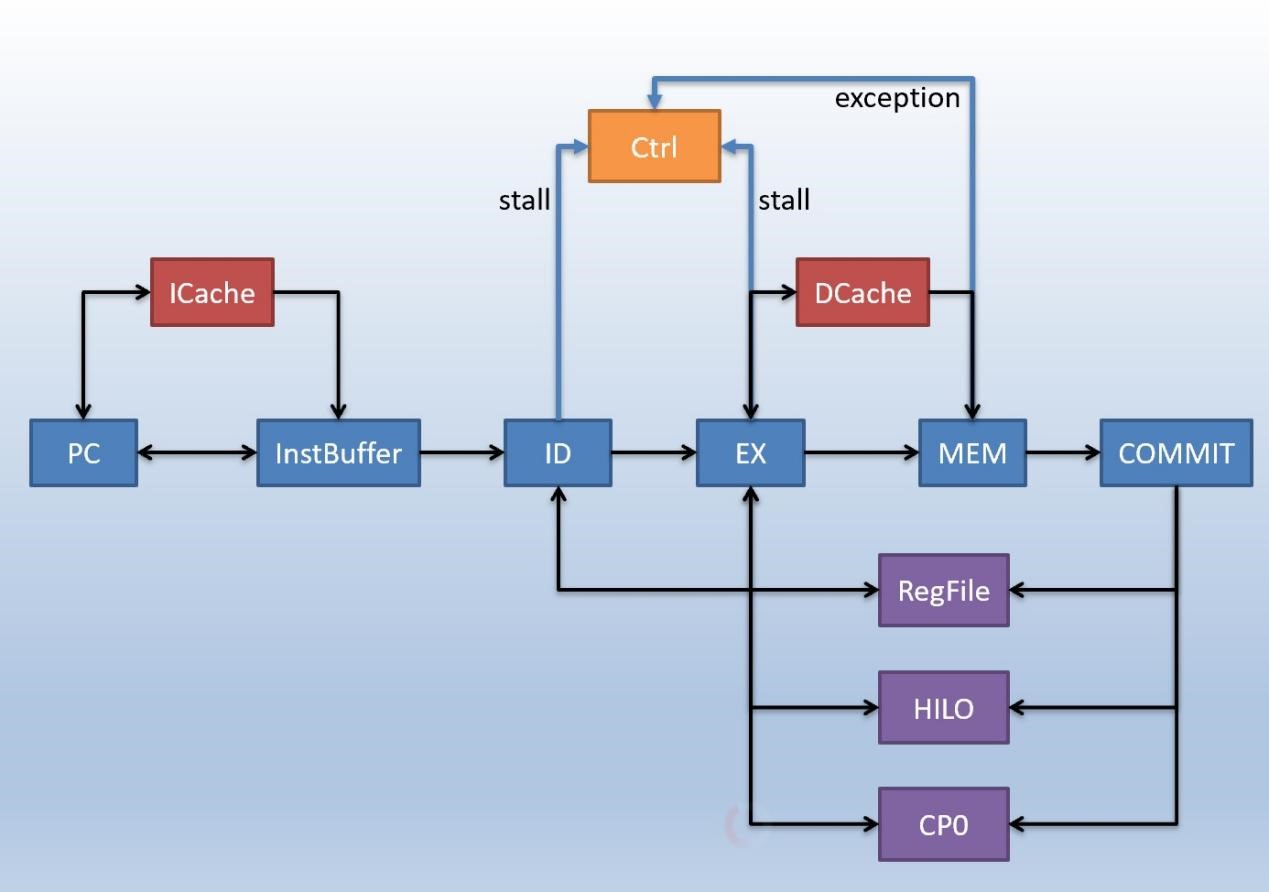 exception
Ctrl
stall
stall
ICache
DCache
PC
InstBuffer
ID
EX
MEM
COMMIT
RegFile
HILO
CP0